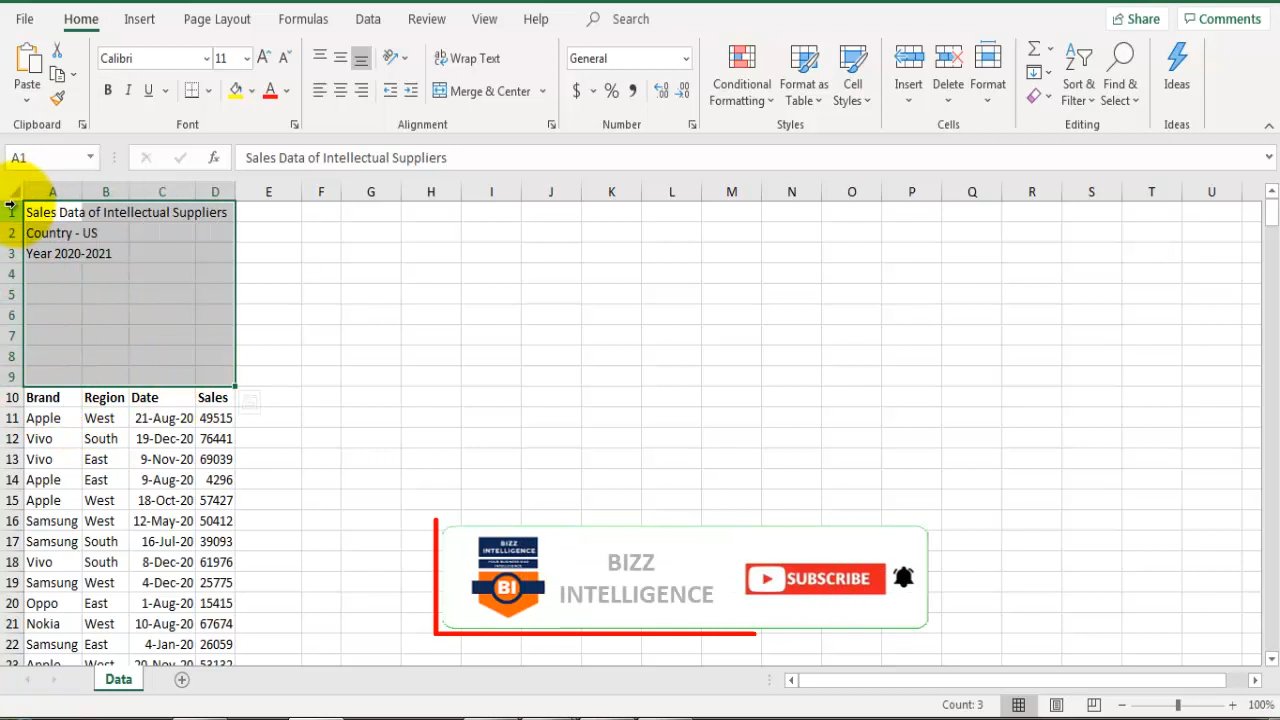 File Home Insert Page Layout Formulas Data Review View Help Search Share Comments
Calibri 11 Wrap Text General
Paste B I U Merge & Center $ % , Conditional Formatting Format as Table Cell Styles Insert Delete Format Sort & Filter Find & Select Ideas
Clipboard Font Alignment Number Styles Cells Editing Ideas
A1 fx Sales Data of Intellectual Suppliers
A B C D E F G H I J K L M N O P Q R S T U
1 Sales Data of Intellectual Suppliers
2 Country - US
3 Year 2020-2021
4
5
6
7
8
9
10 Brand Region Date Sales
11 Apple West 21-Aug-20 49515
12 Vivo South 19-Dec-20 76441
13 Vivo East 9-Nov-20 69039
14 Apple East 9-Aug-20 4296
15 Apple West 18-Oct-20 57427
16 Samsung West 12-May-20 50412
17 Samsung South 16-Jul-20 39093
18 Vivo South 8-Dec-20 61976
19 Samsung West 4-Dec-20 25775
20 Oppo East 1-Aug-20 15415
21 Nokia West 10-Aug-20 67674
22 Samsung East 4-Jan-20 26059
23 Apple West 20-Nov-20 53132
BIZZ
INTELLIGENCE
BI
BIZZ
INTELLIGENCE
SUBSCRIBE
Data
Count: 3 100%